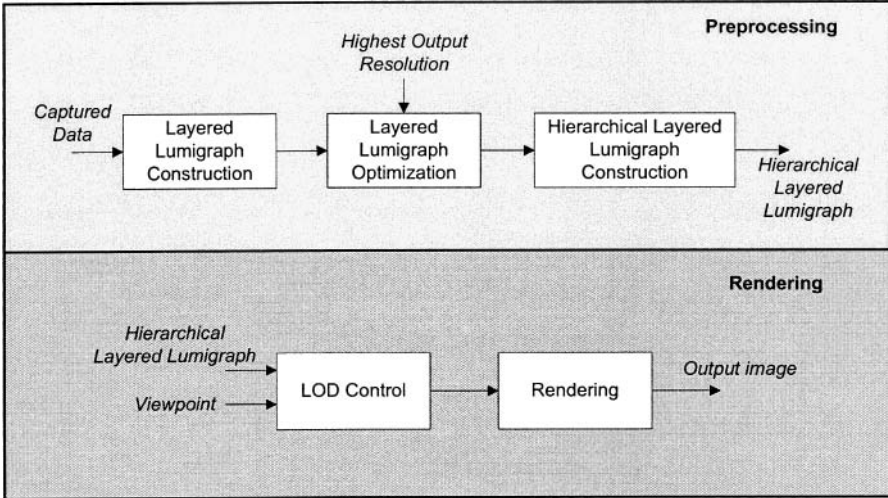 Preprocessing
Highest Output
Resolution
Captured
Data
Layered
Lumigraph
Construction
Layered
Lumigraph
Optimization
Hierarchical Layered
Lumigraph
Construction
Hierarchical
Layered
Lumigraph
Rendering
Hierarchical
Layered Lumigraph
Viewpoint
LOD Control
Rendering
Output image